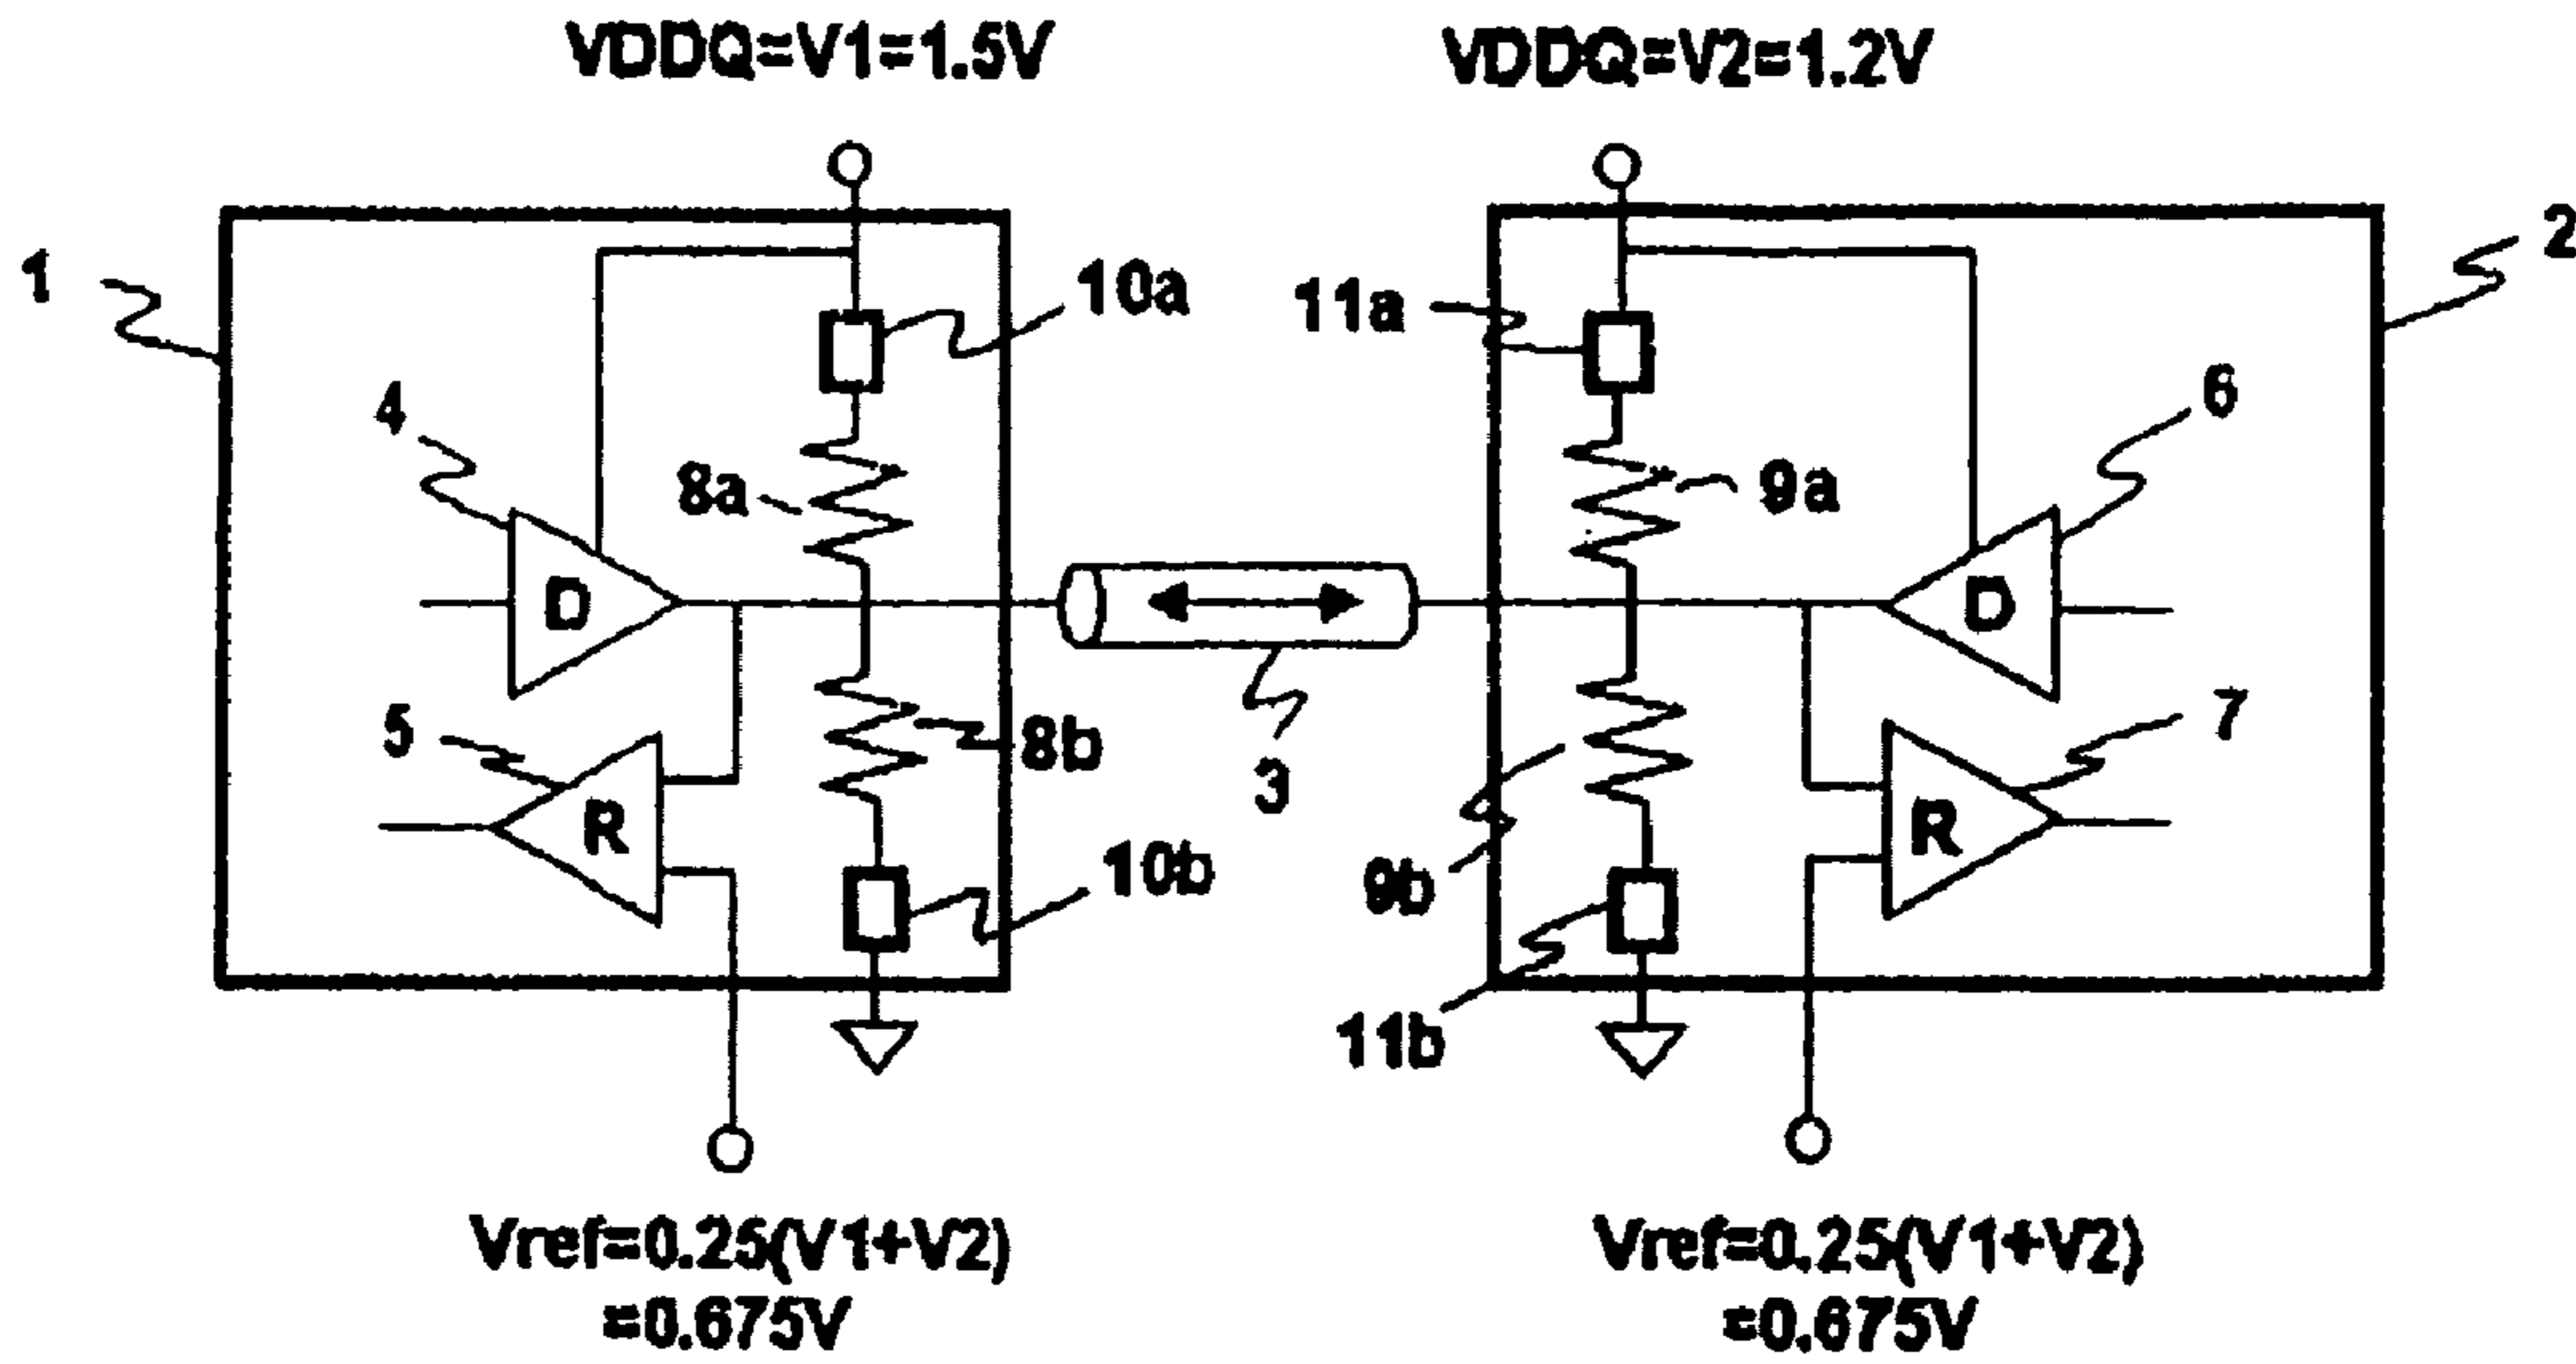 VDDQ=V1=1.5V
VDDQ=V2=1.2V
1
10a
11a
2
4
8a
9a
6
D
D
5
8b
3
7
R
R
10b
9b
11b
Vref=0.25(V1+V2)
=0.675V
Vref=0.25(V1+V2)
=0.675V